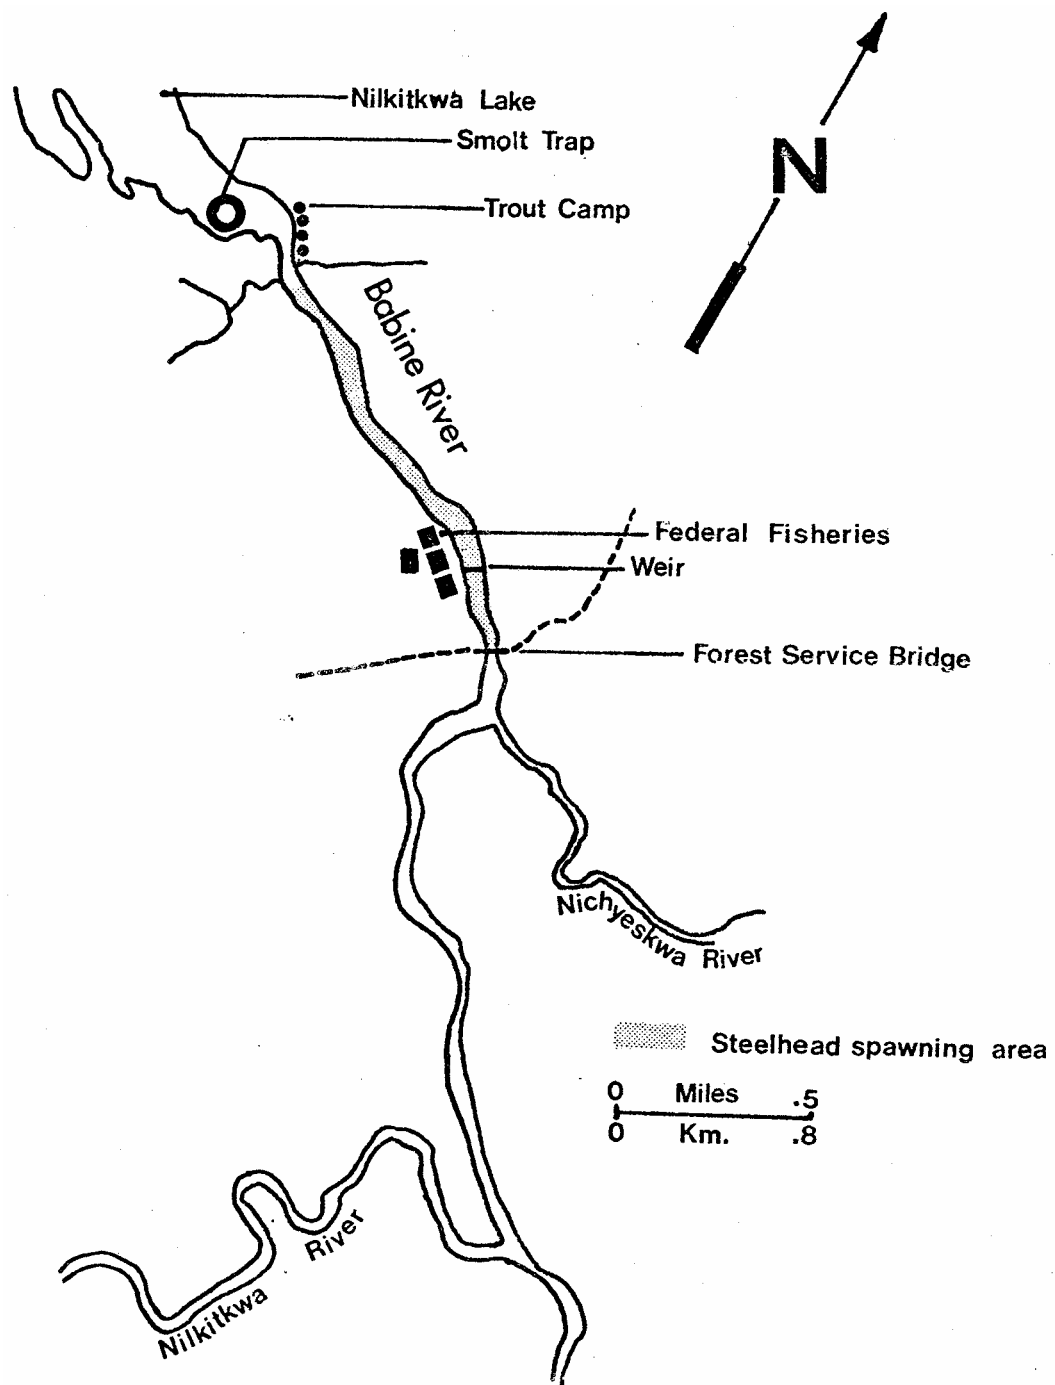 Nilkitkwa Lake
Smolt Trap
Trout Camp
N
Babine River
Federal Fisheries
Weir
Forest Service Bridge
Nichyeskwa River
Steelhead spawning area
0 Miles .5
0 Km. .8
Nilkitkwa River